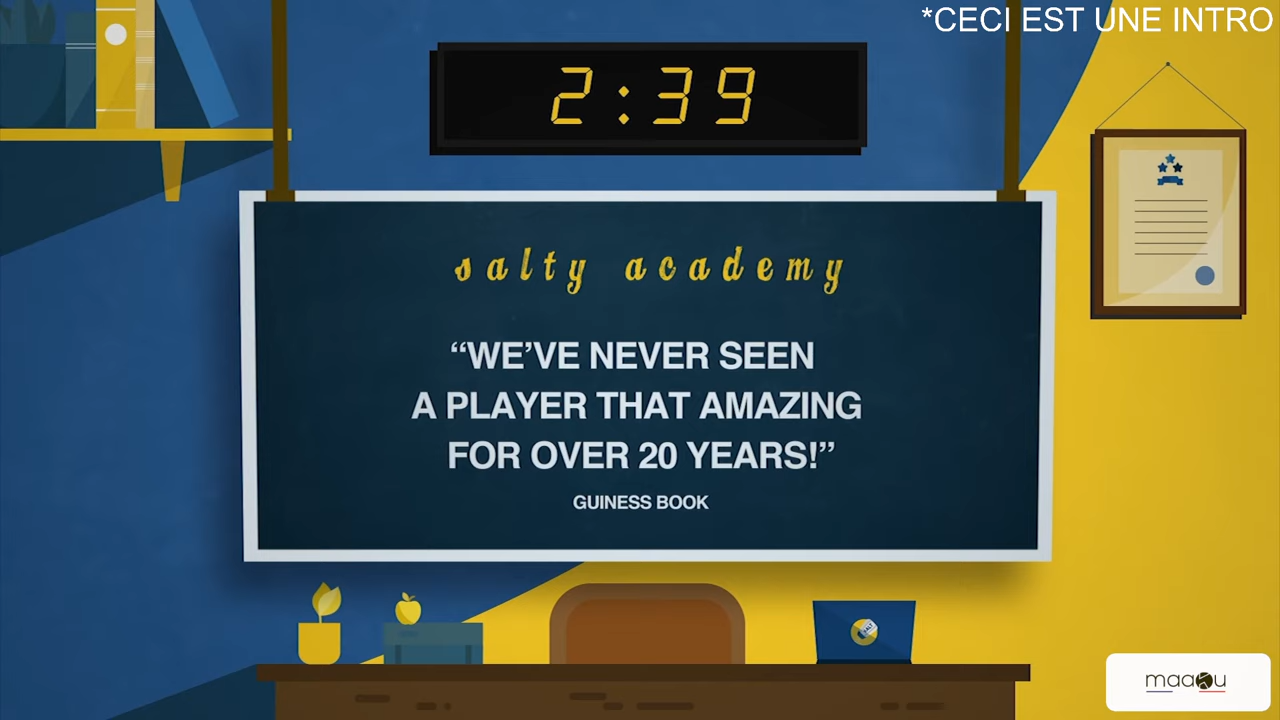 *CECI EST UNE INTRO
2:39
salty academy
“WE’VE NEVER SEEN
A PLAYER THAT AMAZING
FOR OVER 20 YEARS!”
GUINESS BOOK